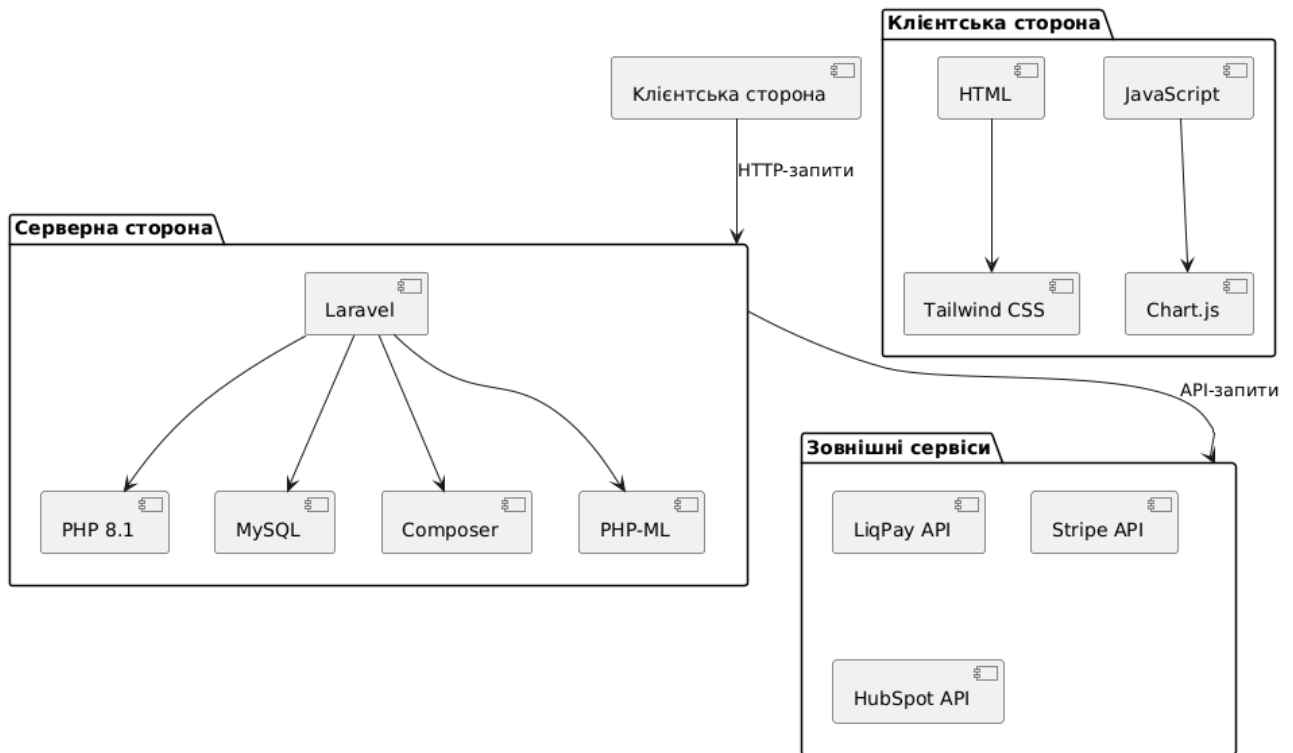 Клієнтська сторона
HTML
JavaScript
Клієнтська сторона
HTTP-запити
Tailwind CSS
Chart.js
Серверна сторона
Laravel
PHP 8.1
MySQL
Composer
PHP-ML
API-запити
Зовнішні сервіси
LiqPay API
Stripe API
HubSpot API